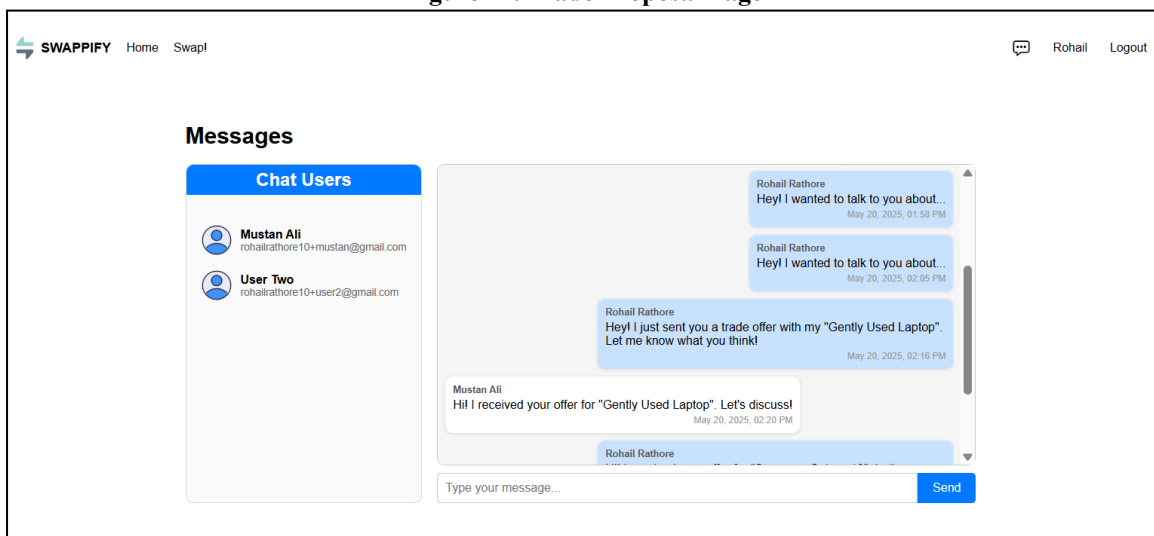 SWAPPIFY Home Swap!
Rohail Logout
Messages
Chat Users
Mustan Ali
rohailrathore10+mustan@gmail.com
User Two
rohailrathore10+user2@gmail.com
Rohail Rathore
Hey! I wanted to talk to you about...
May 20, 2025, 01:58 PM
Rohail Rathore
Hey! I wanted to talk to you about...
May 20, 2025, 02:05 PM
Rohail Rathore
Hey! I just sent you a trade offer with my "Gently Used Laptop".
Let me know what you think!
May 20, 2025, 02:16 PM
Mustan Ali
Hi! I received your offer for "Gently Used Laptop". Let's discuss!
May 20, 2025, 02:20 PM
Rohail Rathore
Type your message...
Send